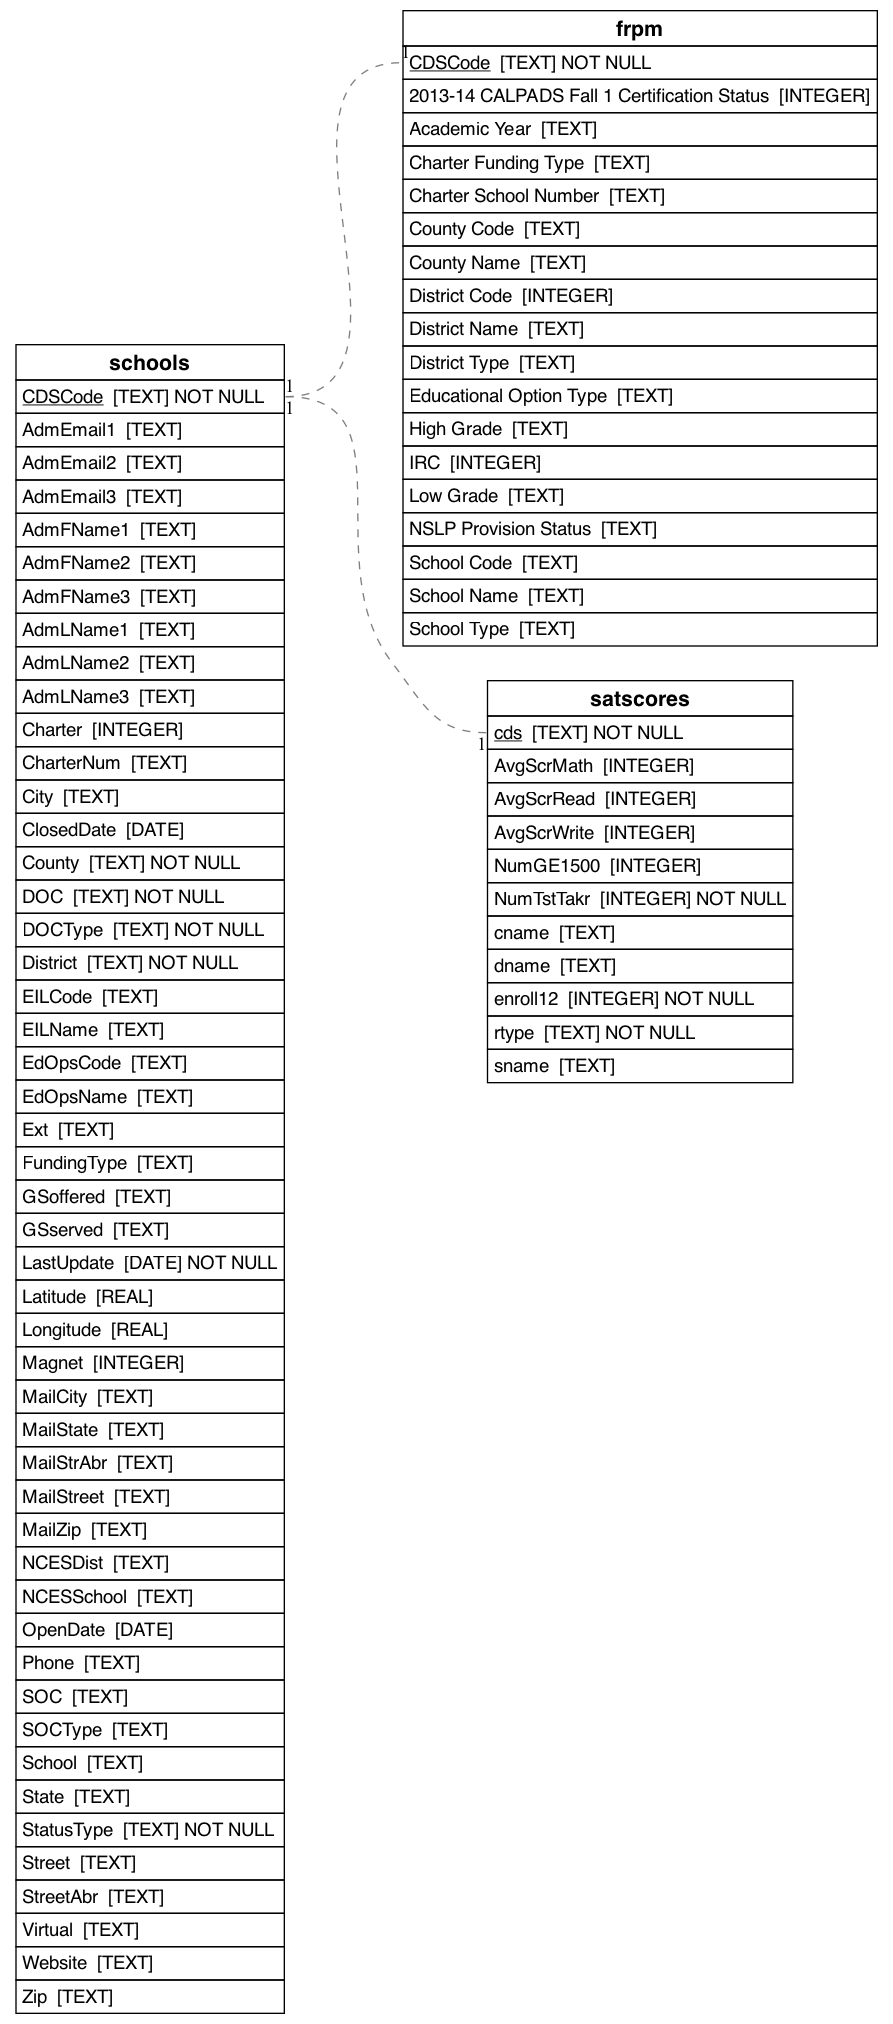 frpm
1
CDSCode [TEXT] NOT NULL
2013-14 CALPADS Fall 1 Certification Status [INTEGER]
Academic Year [TEXT]
Charter Funding Type [TEXT]
Charter School Number [TEXT]
County Code [TEXT]
County Name [TEXT]
District Code [INTEGER]
District Name [TEXT]
District Type [TEXT]
Educational Option Type [TEXT]
High Grade [TEXT]
IRC [INTEGER]
Low Grade [TEXT]
NSLP Provision Status [TEXT]
School Code [TEXT]
School Name [TEXT]
School Type [TEXT]
schools
CDSCode [TEXT] NOT NULL
1
1
AdmEmail1 [TEXT]
AdmEmail2 [TEXT]
AdmEmail3 [TEXT]
AdmFName1 [TEXT]
AdmFName2 [TEXT]
AdmFName3 [TEXT]
AdmLName1 [TEXT]
AdmLName2 [TEXT]
AdmLName3 [TEXT]
Charter [INTEGER]
CharterNum [TEXT]
City [TEXT]
ClosedDate [DATE]
County [TEXT] NOT NULL
DOC [TEXT] NOT NULL
DOCType [TEXT] NOT NULL
District [TEXT] NOT NULL
EILCode [TEXT]
EILName [TEXT]
EdOpsCode [TEXT]
EdOpsName [TEXT]
Ext [TEXT]
FundingType [TEXT]
GSoffered [TEXT]
GSserved [TEXT]
LastUpdate [DATE] NOT NULL
Latitude [REAL]
Longitude [REAL]
Magnet [INTEGER]
MailCity [TEXT]
MailState [TEXT]
MailStrAbr [TEXT]
MailStreet [TEXT]
MailZip [TEXT]
NCESDist [TEXT]
NCESSchool [TEXT]
OpenDate [DATE]
Phone [TEXT]
SOC [TEXT]
SOCType [TEXT]
School [TEXT]
State [TEXT]
StatusType [TEXT] NOT NULL
Street [TEXT]
StreetAbr [TEXT]
Virtual [TEXT]
Website [TEXT]
Zip [TEXT]
satscores
1
cds [TEXT] NOT NULL
AvgScrMath [INTEGER]
AvgScrRead [INTEGER]
AvgScrWrite [INTEGER]
NumGE1500 [INTEGER]
NumTstTakr [INTEGER] NOT NULL
cname [TEXT]
dname [TEXT]
enroll12 [INTEGER] NOT NULL
rtype [TEXT] NOT NULL
sname [TEXT]